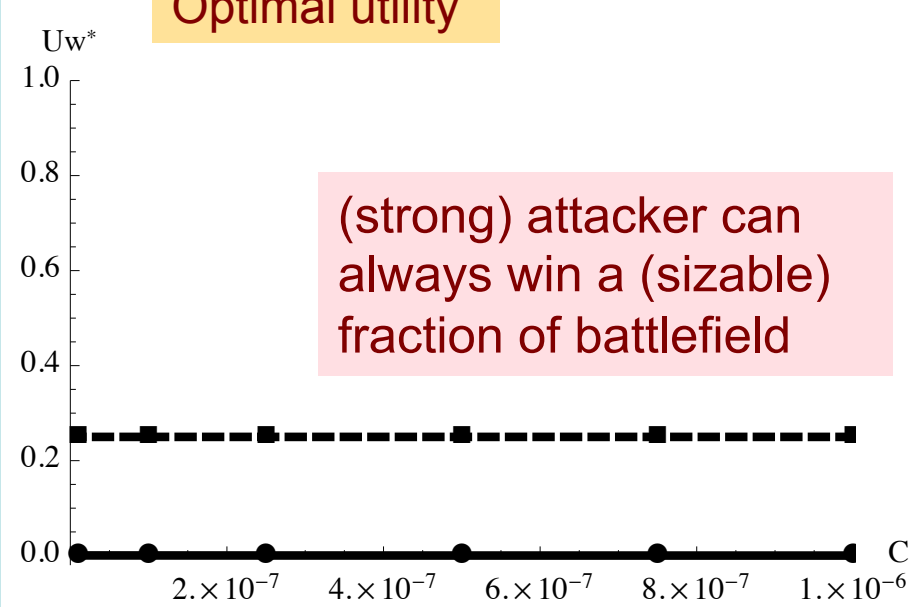 Optimal utility
Uw*
1.0
0.8
(strong) attacker can
always win a (sizable)
fraction of battlefield
0.6
0.4
0.2
0.0
C
2.×10⁻⁷ 4.×10⁻⁷ 6.×10⁻⁷ 8.×10⁻⁷ 1.×10⁻⁶